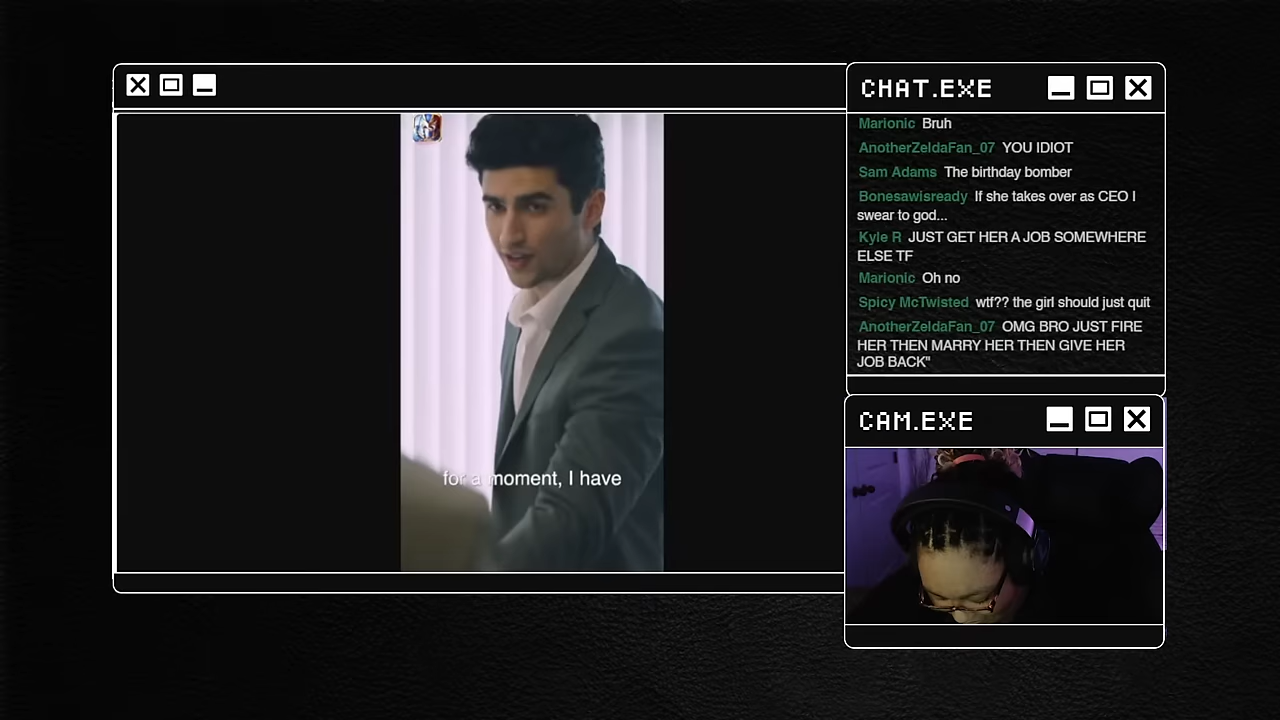 CHAT.EXE
Marionic Bruh
AnotherZeldaFan_07 YOU IDIOT
Sam Adams The birthday bomber
Bonesawisready If she takes over as CEO I
swear to god...
Kyle R JUST GET HER A JOB SOMEWHERE
ELSE TF
Marionic Oh no
Spicy McTwisted wtf?? the girl should just quit
AnotherZeldaFan_07 OMG BRO JUST FIRE
HER THEN MARRY HER THEN GIVE HER
JOB BACK"
for a moment, I have
CAM.EXE